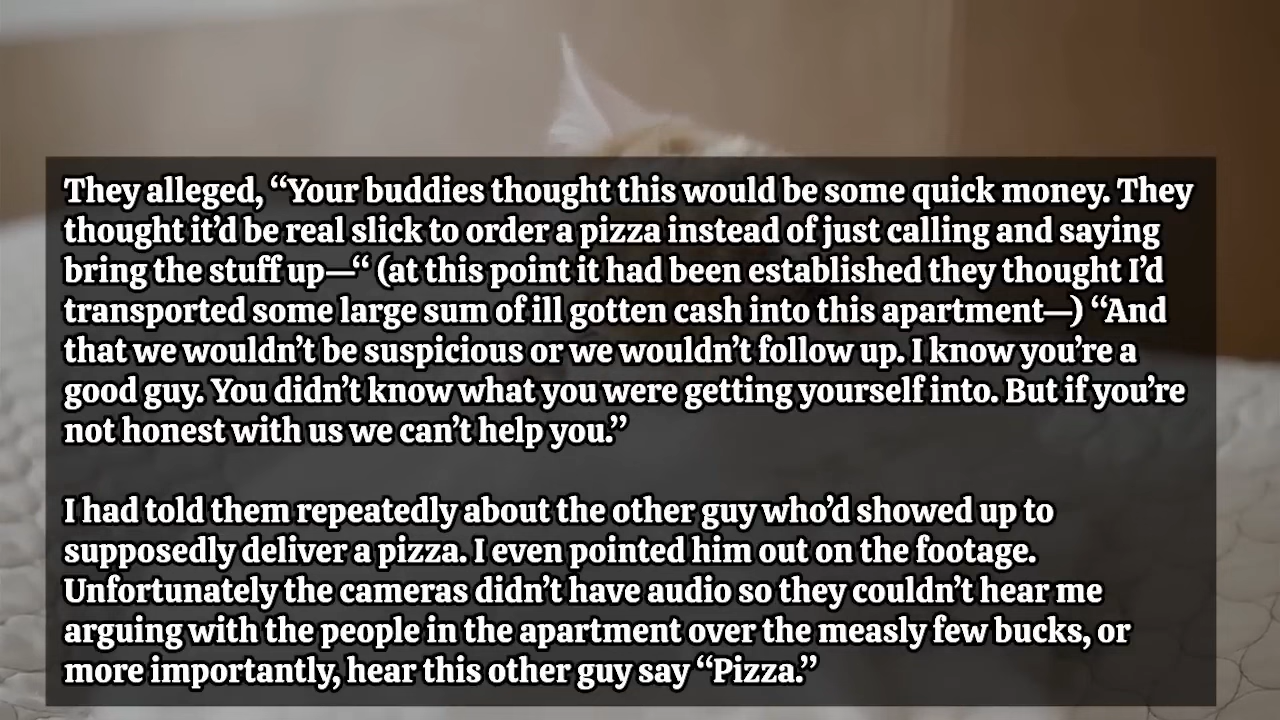 They alleged, “Your buddies thought this would be some quick money. They
thought it’d be real slick to order a pizza instead of just calling and saying
bring the stuff up—“ (at this point it had been established they thought I’d
transported some large sum of ill gotten cash into this apartment—) “And
that we wouldn’t be suspicious or we wouldn’t follow up. I know you’re a
good guy. You didn’t know what you were getting yourself into. But if you’re
not honest with us we can’t help you.”
I had told them repeatedly about the other guy who’d showed up to
supposedly deliver a pizza. I even pointed him out on the footage.
Unfortunately the cameras didn’t have audio so they couldn’t hear me
arguing with the people in the apartment over the measly few bucks, or
more importantly, hear this other guy say “Pizza.”